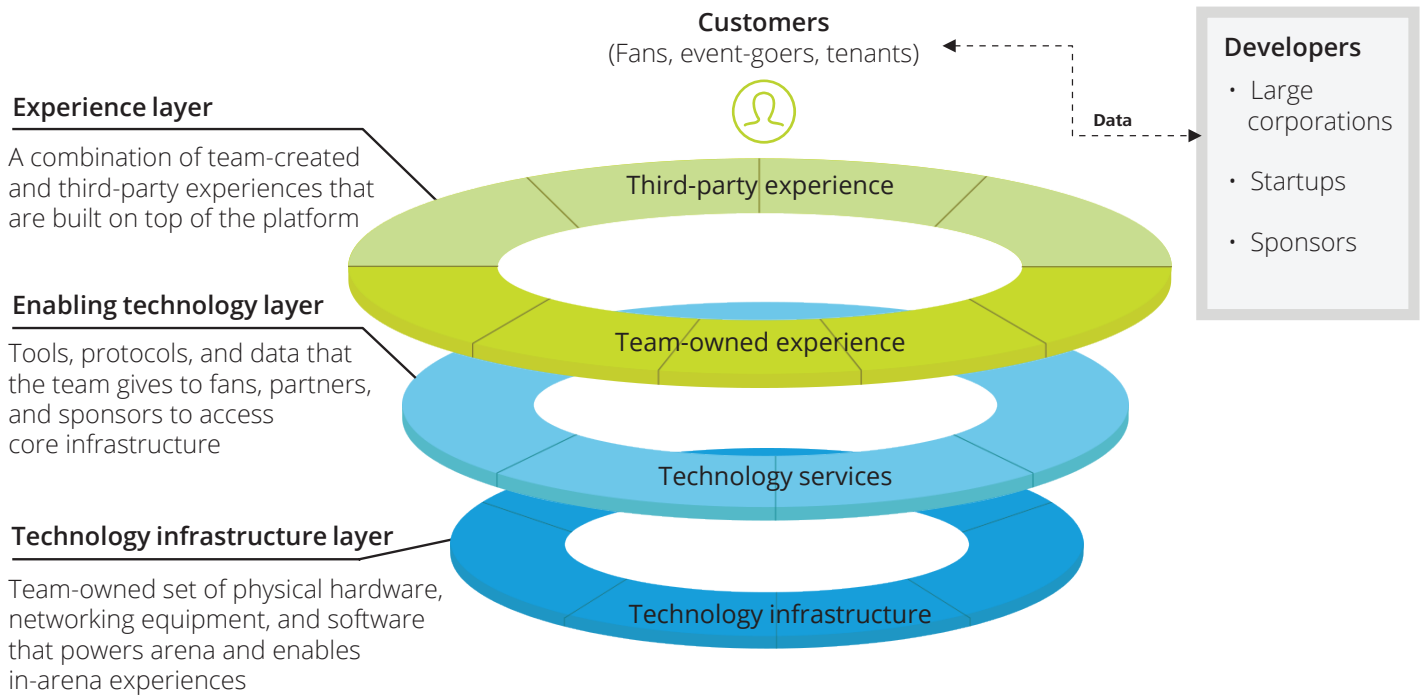 Customers
(Fans, event-goers, tenants)
Data
Developers
• Large
corporations
• Startups
• Sponsors
Experience layer
A combination of team-created
and third-party experiences that
are built on top of the platform
Third-party experience
Team-owned experience
Enabling technology layer
Tools, protocols, and data that
the team gives to fans, partners,
and sponsors to access
core infrastructure
Technology services
Technology infrastructure layer
Team-owned set of physical hardware,
networking equipment, and software
that powers arena and enables
in-arena experiences
Technology infrastructure